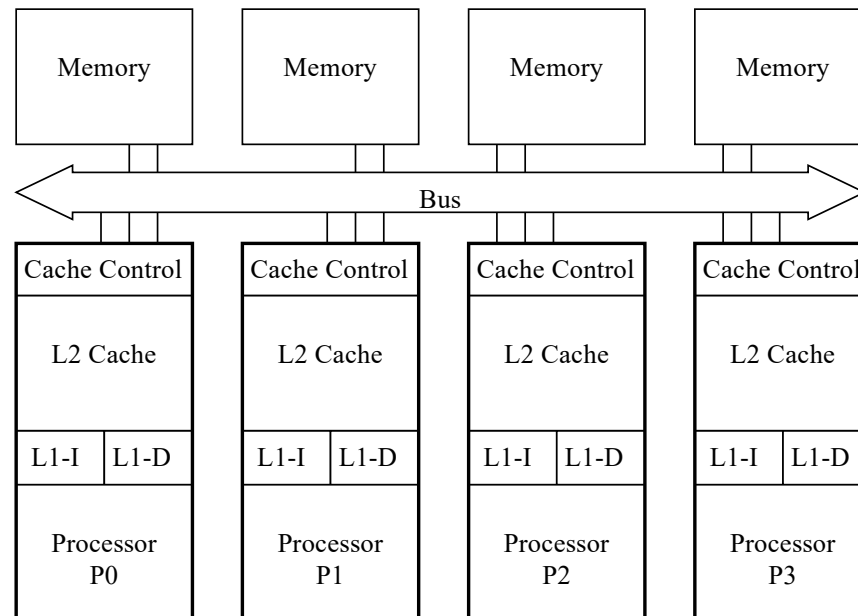 Memory Memory Memory Memory
Bus
Cache Control Cache Control Cache Control Cache Control
L2 Cache L2 Cache L2 Cache L2 Cache
L1-I L1-D L1-I L1-D L1-I L1-D L1-I L1-D
Processor Processor Processor Processor
P0 P1 P2 P3